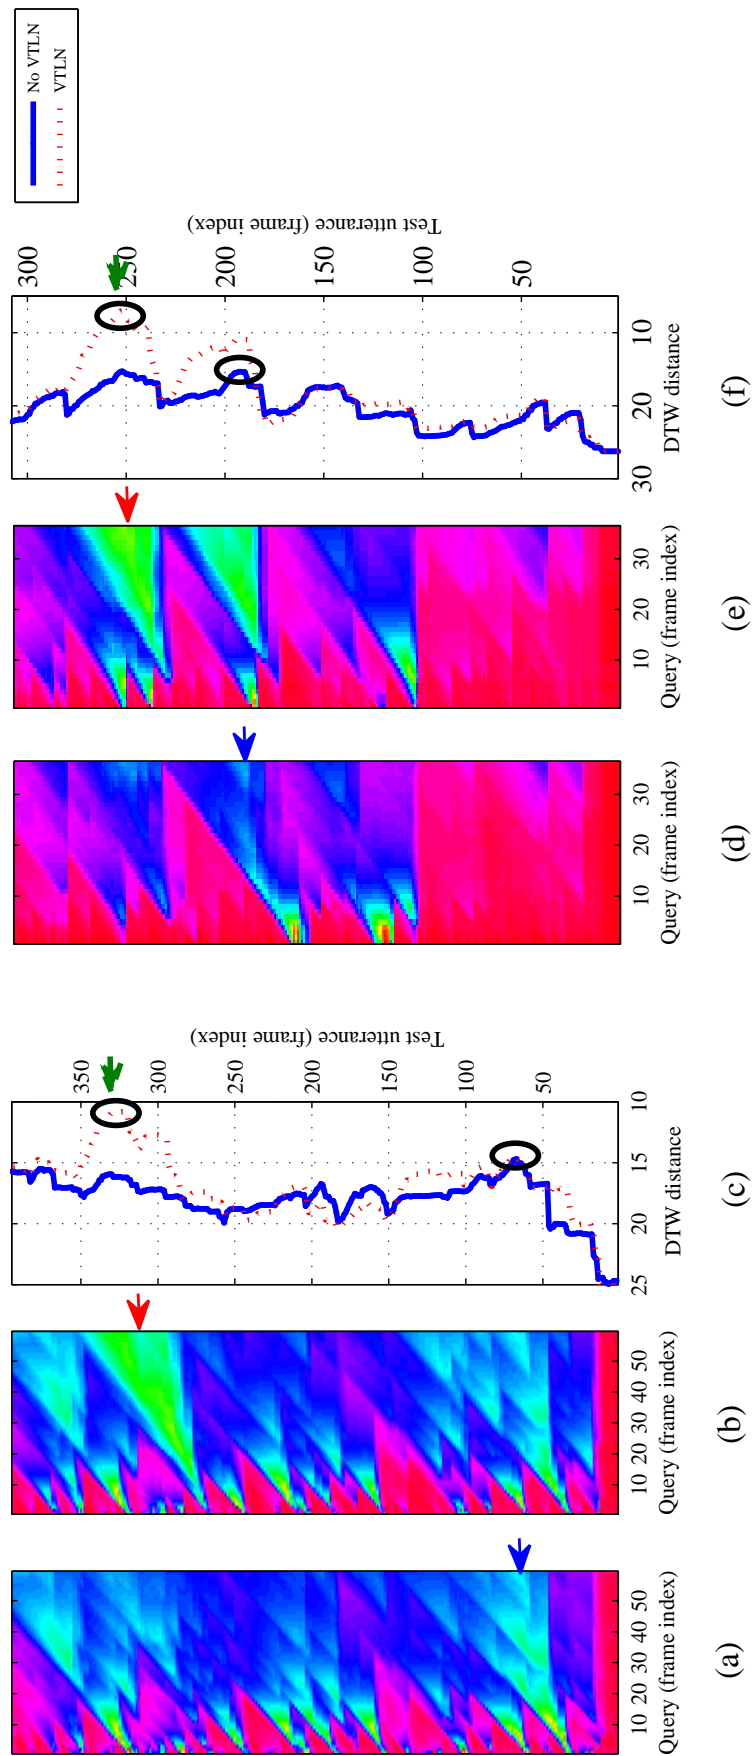 No VTLN
VTLN
300
250
200
150
100
50
Test utterance (frame index)
10
20
30
DTW distance
(f)
10
20
30
Query (frame index)
(e)
10
20
30
Query (frame index)
(d)
350
300
250
200
150
100
50
Test utterance (frame index)
10
15
20
25
DTW distance
(c)
10 20 30 40 50
Query (frame index)
(b)
10 20 30 40 50
Query (frame index)
(a)